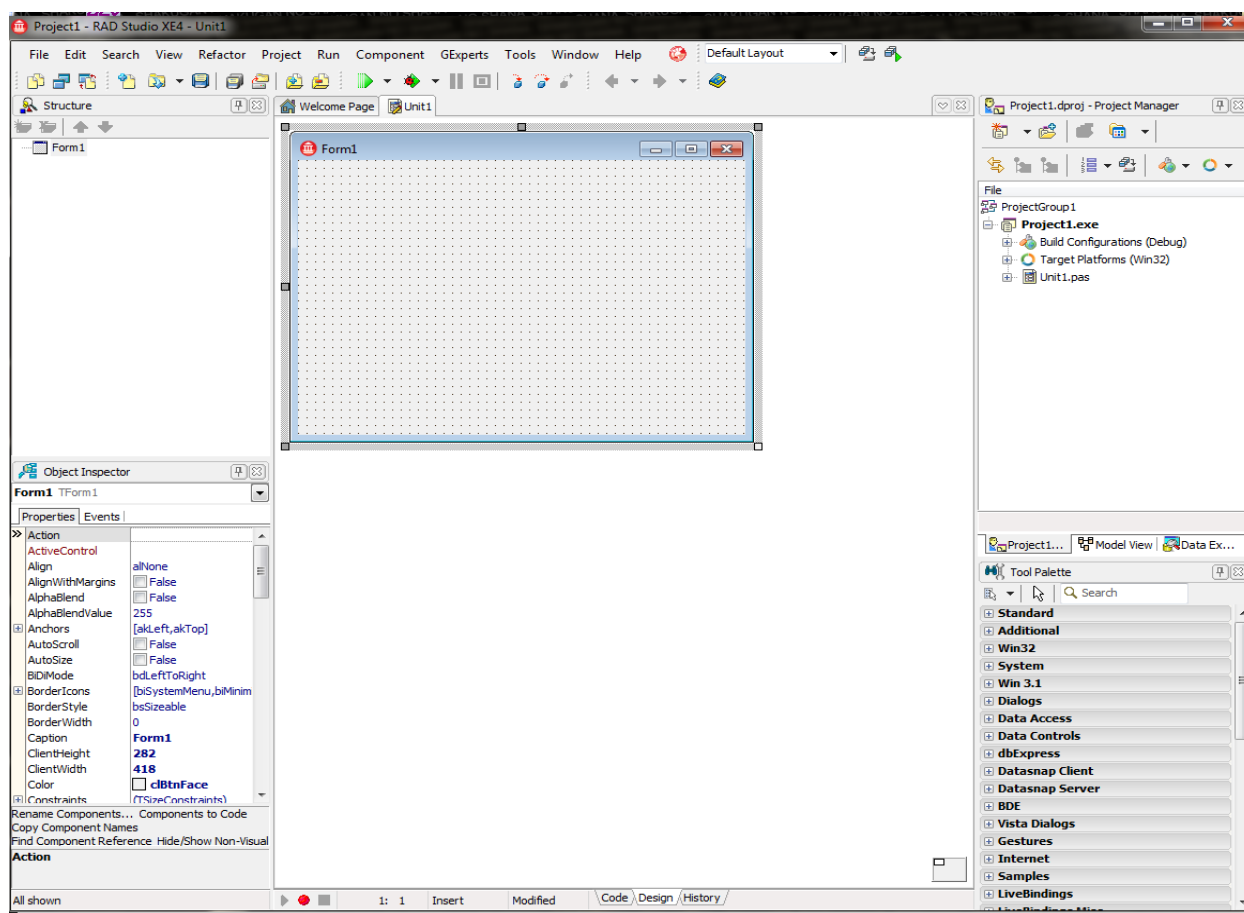 Project1 - RAD Studio XE4 - Unit1
File Edit Search View Refactor Project Run Component GExperts Tools Window Help Default Layout
Structure
Form1
Welcome Page Unit1
Form1
Project1.dproj - Project Manager
File
ProjectGroup1
Project1.exe
Build Configurations (Debug)
Target Platforms (Win32)
Unit1.pas
Project1... Model View Data Ex...
Object Inspector
Form1 TForm1
Properties Events
Action
ActiveControl
Align alNone
AlignWithMargins False
AlphaBlend False
AlphaBlendValue 255
Anchors [akLeft,akTop]
AutoScroll False
AutoSize False
BiDiMode bdLeftToRight
BorderIcons [biSystemMenu,biMinim
BorderStyle bsSizeable
BorderWidth 0
Caption Form1
ClientHeight 282
ClientWidth 418
Color clBtnFace
Constraints (TSizeConstraints)
Rename Components... Components to Code
Copy Component Names
Find Component Reference Hide/Show Non-Visual
Action
All shown
Tool Palette
Search
Standard
Additional
Win32
System
Win 3.1
Dialogs
Data Access
Data Controls
dbExpress
Datasnap Client
Datasnap Server
BDE
Vista Dialogs
Gestures
Internet
Samples
LiveBindings
LiveBindings Misc
1: 1 Insert Modified Code Design History